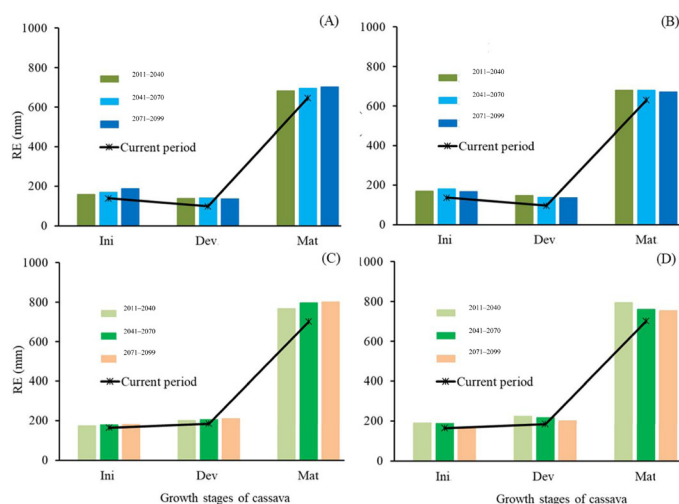 (A)
1000
800
600
400
200
0
RE (mm)
2011–2040
2041–2070
2071–2099
Current period
Ini Dev Mat
(B)
1000
800
600
400
200
0
2011–2040
2041–2070
2071–2099
Current period
Ini Dev Mat
(C)
1000
800
600
400
200
0
RE (mm)
2011–2040
2041–2070
2071–2099
Current period
Ini Dev Mat
Growth stages of cassava
(D)
1000
800
600
400
200
0
2011–2040
2041–2070
2071–2099
Current period
Ini Dev Mat
Growth stages of cassava